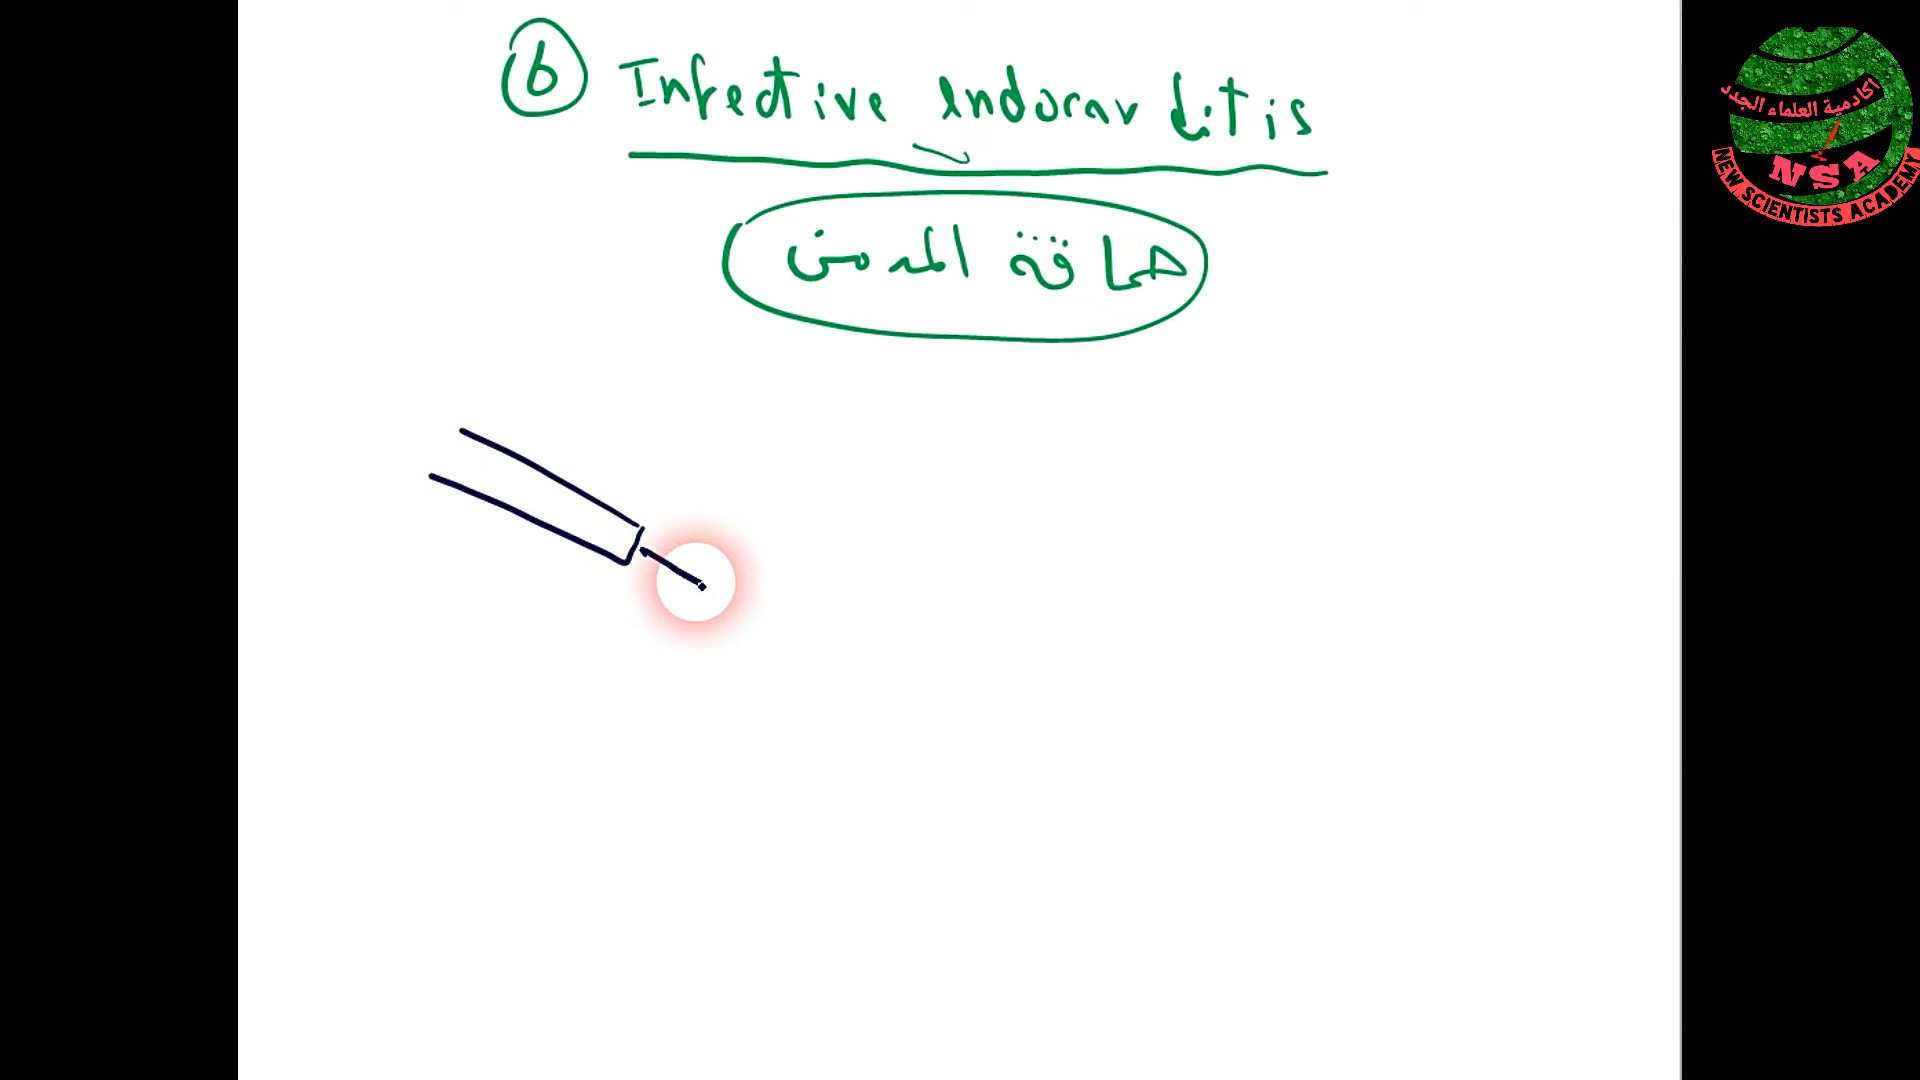 6 Infective endocarditis
حماقة المدمن
أكاديمية العلماء الجدد
NSA
NEW SCIENTISTS ACADEMY